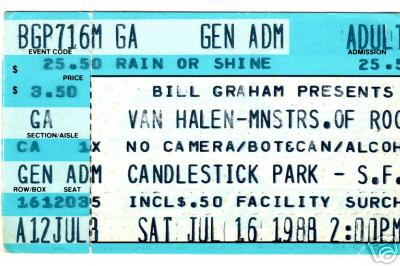 BGP716M GA GEN ADM ADUL
EVENT CODE ADMISSION
$ 25.50 RAIN OR SHINE 25.5
PRICE
$ 3.50 BILL GRAHAM PRESENTS
GA VAN HALEN-MNSTRS.OF ROC
SECTION/AISLE
CA 1X NO CAMERA/BOT&CAN/ALCOH
GEN ADM CANDLESTICK PARK - S.F.
ROW/BOX SEAT
1612035 INCL$.50 FACILITY SURCH
A12JUL8 SAT JUL 16 1988 2:00PM